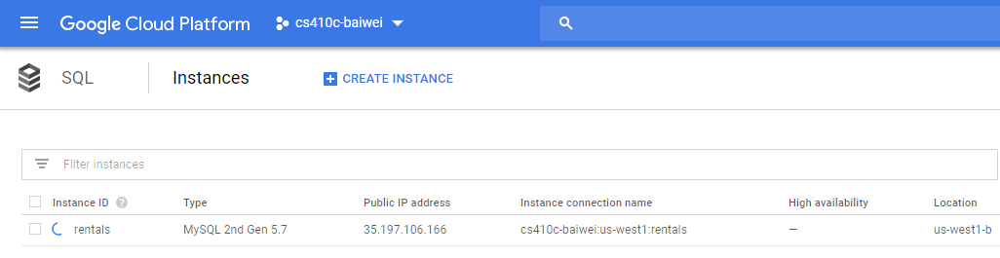 Google Cloud Platform cs410c-baiwei
SQL Instances CREATE INSTANCE
Filter instances
Instance ID ? Type Public IP address Instance connection name High availability Location
rentals MySQL 2nd Gen 5.7 35.197.106.166 cs410c-baiwei:us-west1:rentals — us-west1-b